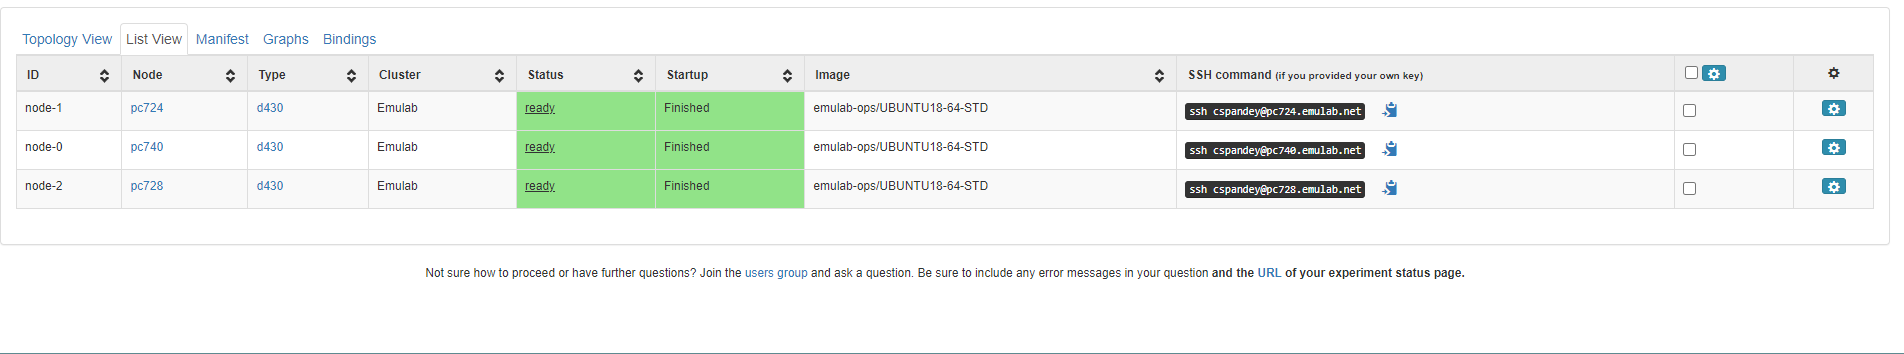 Topology View List View Manifest Graphs Bindings
ID Node Type Cluster Status Startup Image SSH command (if you provided your own key)
node-1 pc724 d430 Emulab ready Finished emulab-ops/UBUNTU18-64-STD ssh cspandey@pc724.emulab.net
node-0 pc740 d430 Emulab ready Finished emulab-ops/UBUNTU18-64-STD ssh cspandey@pc740.emulab.net
node-2 pc728 d430 Emulab ready Finished emulab-ops/UBUNTU18-64-STD ssh cspandey@pc728.emulab.net
Not sure how to proceed or have further questions? Join the users group and ask a question. Be sure to include any error messages in your question and the URL of your experiment status page.